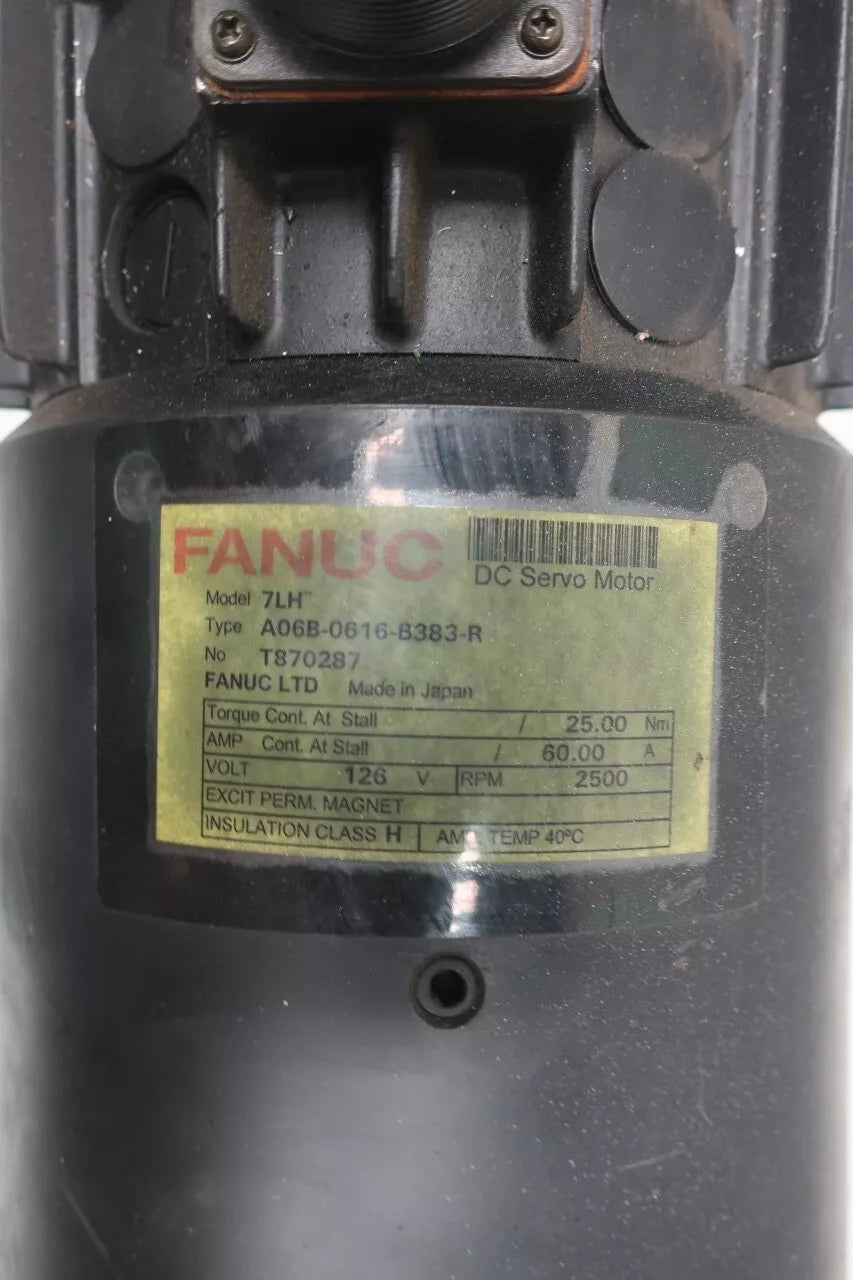 FANUC
DC Servo Motor
Model 7LH
Type A06B-0616-B383-R
No T870287
FANUC LTD Made in Japan
Torque Cont. At Stall / 25.00 Nm
AMP Cont. At Stall / 60.00 A
VOLT 126 V RPM 2500
EXCIT PERM. MAGNET
INSULATION CLASS H TEMP 40ºC